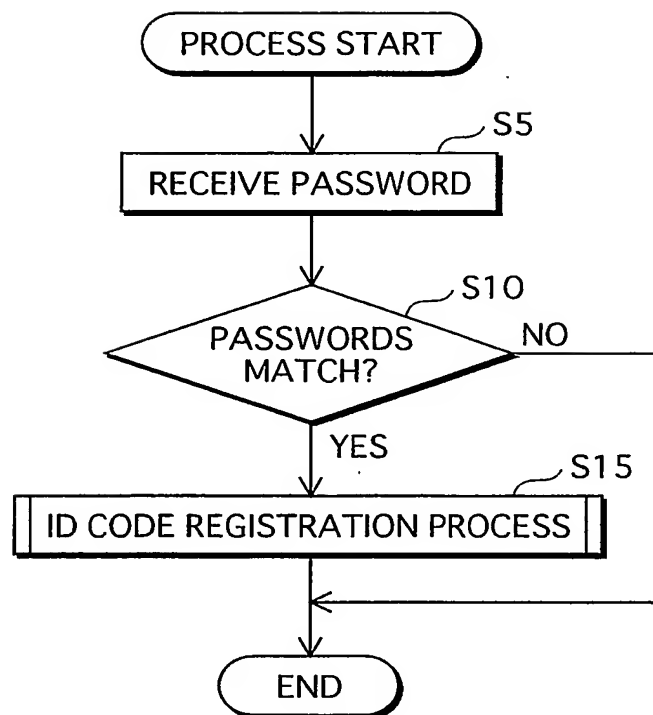 PROCESS START
S5
RECEIVE PASSWORD
S10
PASSWORDS
MATCH?
NO
YES
S15
ID CODE REGISTRATION PROCESS
END